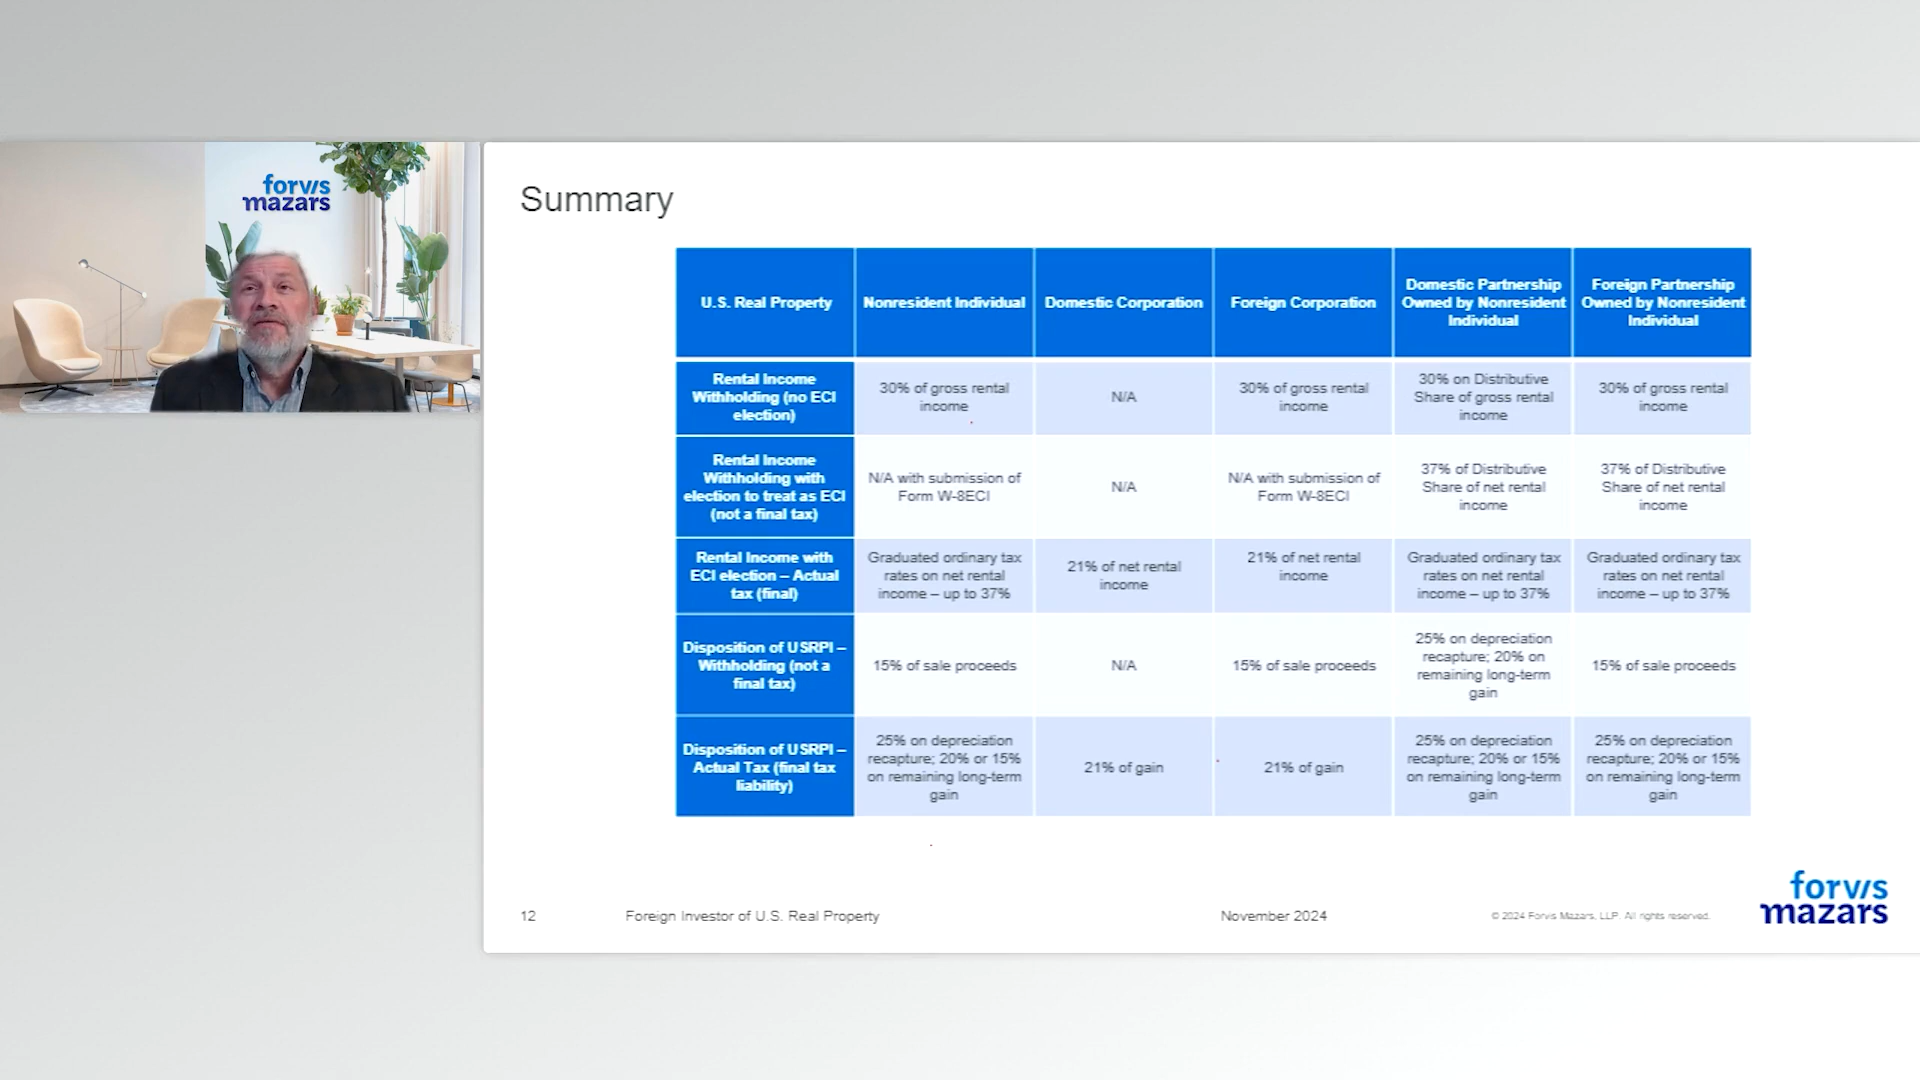 forvis
mazars
Summary
U.S. Real Property
Nonresident Individual
Domestic Corporation
Foreign Corporation
Domestic Partnership
Owned by Nonresident
Individual
Foreign Partnership
Owned by Nonresident
Individual
Rental Income
Withholding (no ECI
election)
30% of gross rental
income
N/A
30% of gross rental
income
30% on Distributive
Share of gross rental
income
30% of gross rental
income
Rental Income
Withholding with
election to treat as ECI
(not a final tax)
N/A with submission of
Form W-8ECI
N/A
N/A with submission of
Form W-8ECI
37% of Distributive
Share of net rental
income
37% of Distributive
Share of net rental
income
Rental Income with
ECI election – Actual
tax (final)
Graduated ordinary tax
rates on net rental
income – up to 37%
21% of net rental
income
21% of net rental
income
Graduated ordinary tax
rates on net rental
income – up to 37%
Graduated ordinary tax
rates on net rental
income – up to 37%
Disposition of USRPI –
Withholding (not a
final tax)
15% of sale proceeds
N/A
15% of sale proceeds
25% on depreciation
recapture; 20% on
remaining long-term
gain
15% of sale proceeds
Disposition of USRPI –
Actual Tax (final tax
liability)
25% on depreciation
recapture; 20% or 15%
on remaining long-term
gain
21% of gain
21% of gain
25% on depreciation
recapture; 20% or 15%
on remaining long-term
gain
25% on depreciation
recapture; 20% or 15%
on remaining long-term
gain
12
Foreign Investor of U.S. Real Property
November 2024
© 2024 Forvis Mazars, LLP. All rights reserved.
forvis
mazars